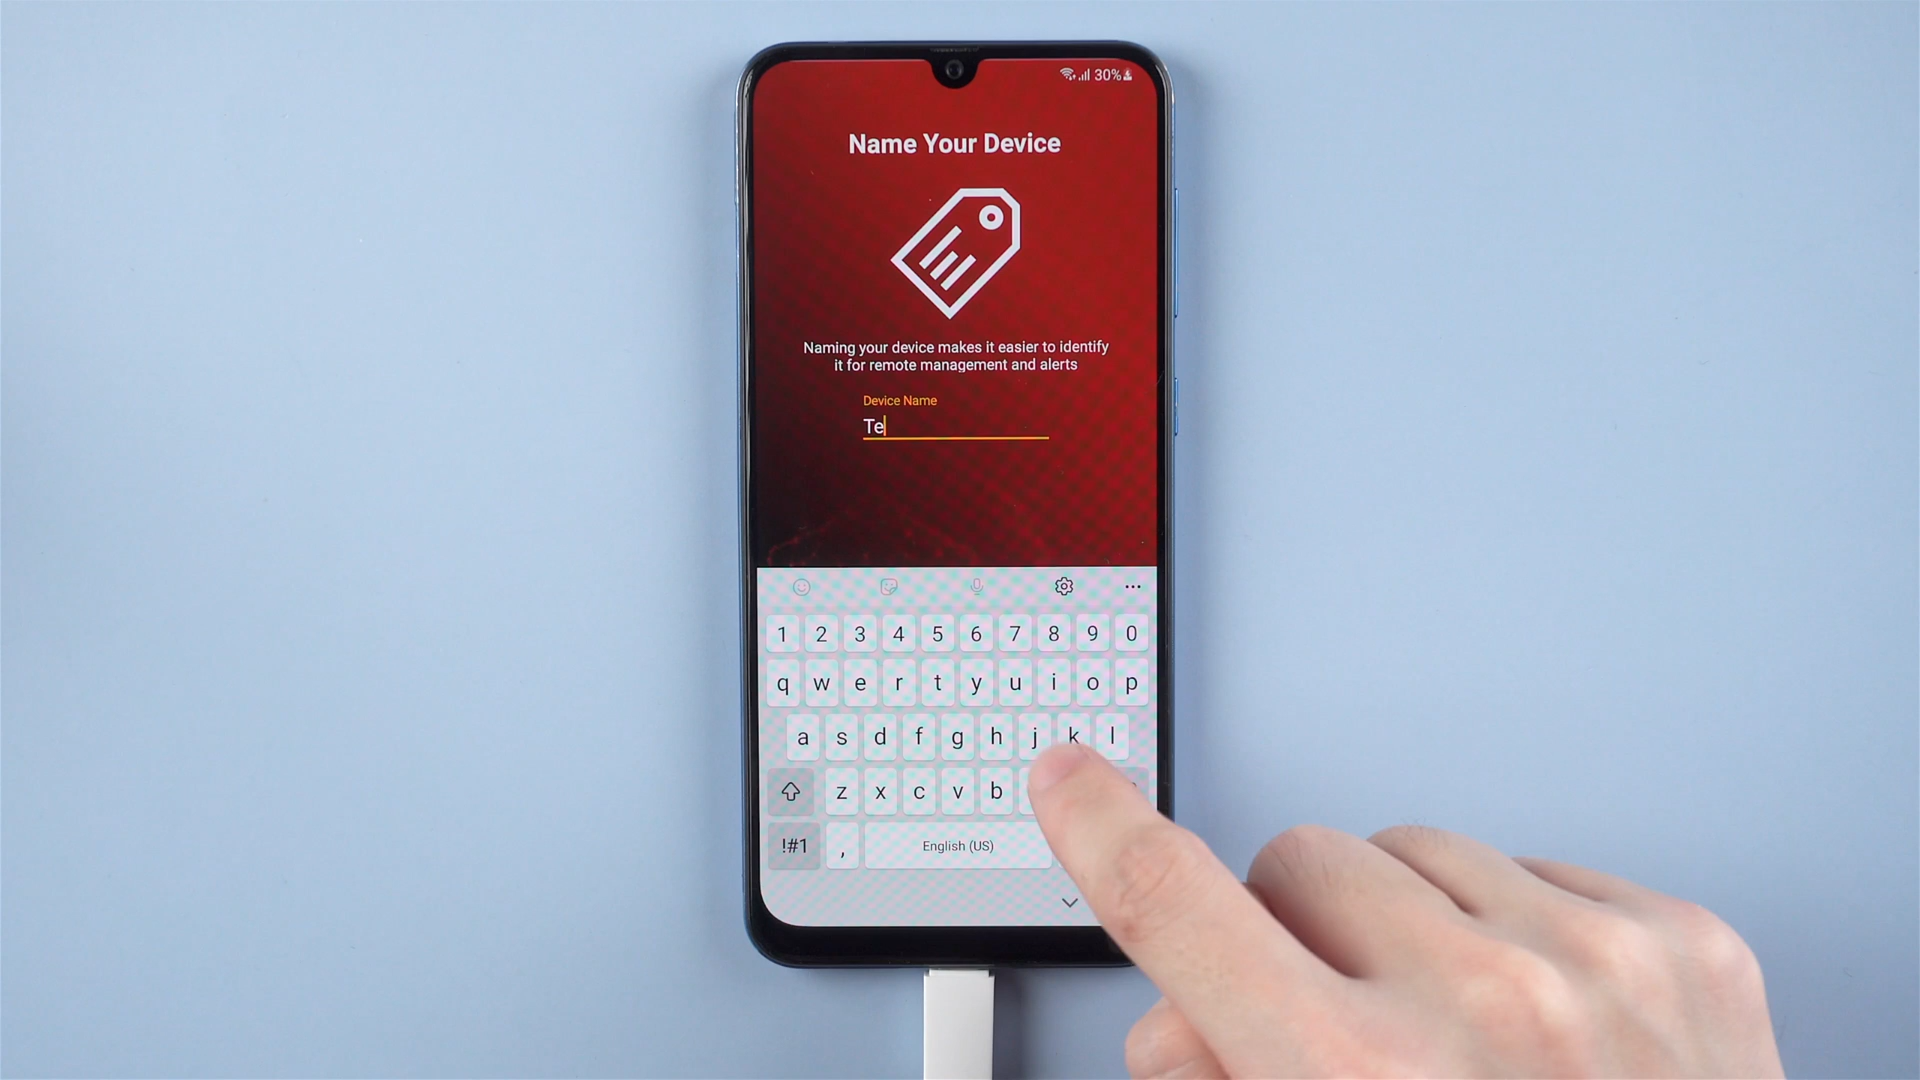 30%
Name Your Device
Naming your device makes it easier to identify
it for remote management and alerts
Device Name
Te
1 2 3 4 5 6 7 8 9 0
q w e r t y u i o p
a s d f g h j k l
z x c v b
!#1 , English (US)